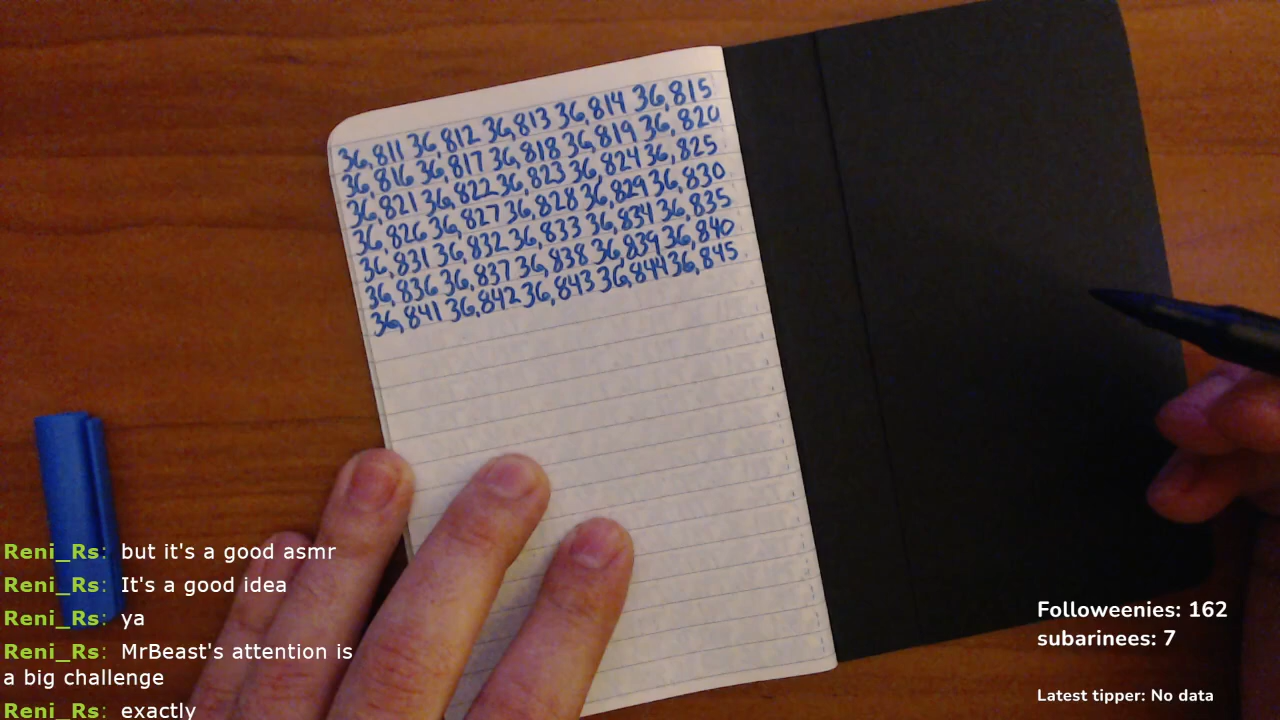 36,811 36,812 36,813 36,814 36,815
36,816 36,817 36,818 36,819 36,820
36,821 36,822 36,823 36,824 36,825
36,826 36,827 36,828 36,829 36,830
36,831 36,832 36,833 36,834 36,835
36,836 36,837 36,838 36,839 36,840
36,841 36,842 36,843 36,844 36,845
Reni_Rs: but it's a good asmr
Reni_Rs: It's a good idea
Reni_Rs: ya
Reni_Rs: MrBeast's attention is
a big challenge
Reni_Rs: exactly
Followeenies: 162
subarinees: 7
Latest tipper: No data